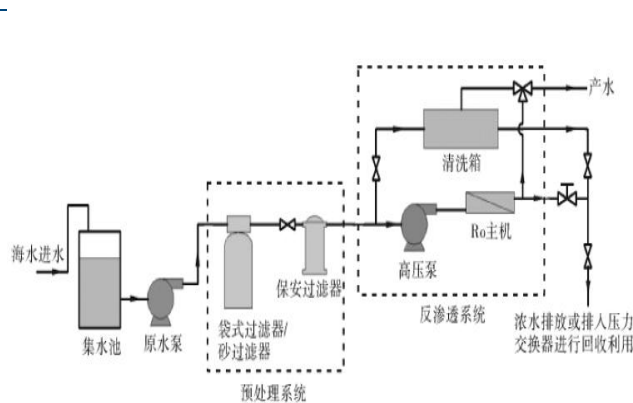 产水
清洗箱
Ro主机
高压泵
反渗透系统
海水进水
保安过滤器
集水池
原水泵
袋式过滤器/
砂过滤器
浓水排放或排入压力
交换器进行回收利用
预处理系统